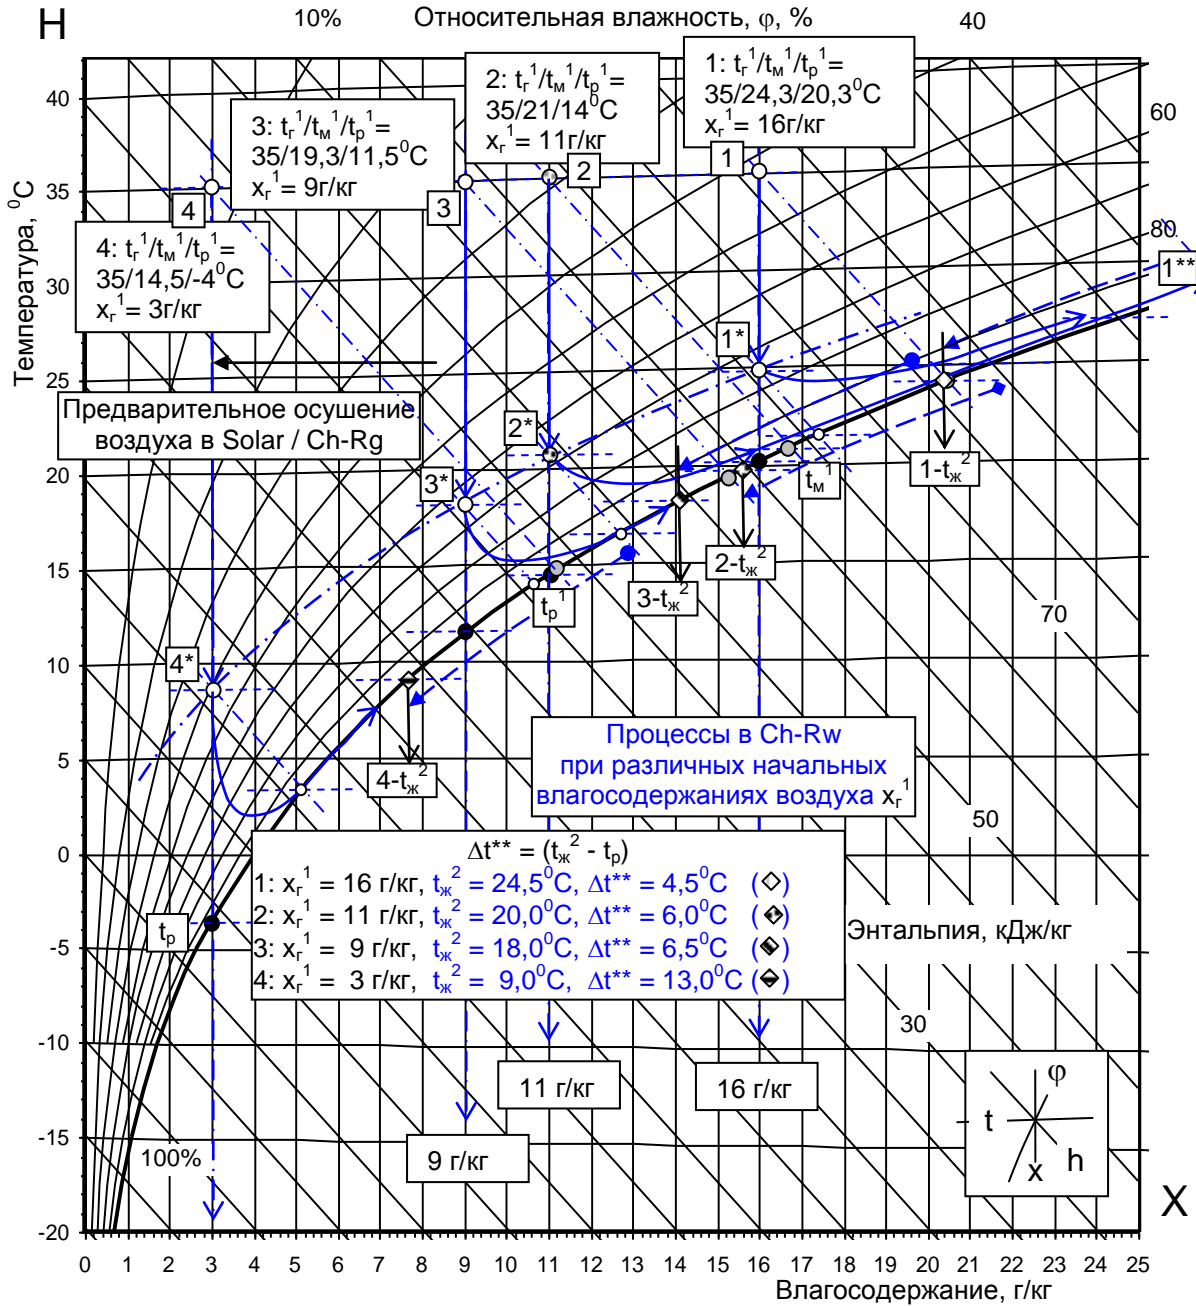 H
10%
Относительная влажность, φ, %
40
1: tг¹/tм¹/tр¹=
35/24,3/20,3⁰C
xг¹= 16г/кг
2: tг¹/tм¹/tр¹=
35/21/14⁰C
xг¹= 11г/кг
3: tг¹/tм¹/tр¹=
35/19,3/11,5⁰C
xг¹= 9г/кг
4: tг¹/tм¹/tр¹=
35/14,5/-4⁰C
xг¹= 3г/кг
1
2
3
4
60
80
1**
1*
2*
3*
4*
Температура, ⁰C
40
35
30
25
20
15
10
5
0
-5
-10
-15
-20
Предварительное осушение
воздуха в Solar / Ch-Rg
tм¹
1-tж²
2-tж²
3-tж²
tр¹
4-tж²
70
Процессы в Ch-Rw
при различных начальных
влагосодержаниях воздуха xг¹
50
Δt** = (tж² - tр)
1: xг¹ = 16 г/кг, tж² = 24,5⁰C, Δt** = 4,5⁰C (◇)
2: xг¹ = 11 г/кг, tж² = 20,0⁰C, Δt** = 6,0⁰C (◈)
3: xг¹ = 9 г/кг, tж² = 18,0⁰C, Δt** = 6,5⁰C (◈)
4: xг¹ = 3 г/кг, tж² = 9,0⁰C, Δt** = 13,0⁰C (◈)
tр
Энтальпия, кДж/кг
30
11 г/кг
16 г/кг
9 г/кг
100%
φ
t
x
h
X
0 1 2 3 4 5 6 7 8 9 10 11 12 13 14 15 16 17 18 19 20 21 22 23 24 25
Влагосодержание, г/кг